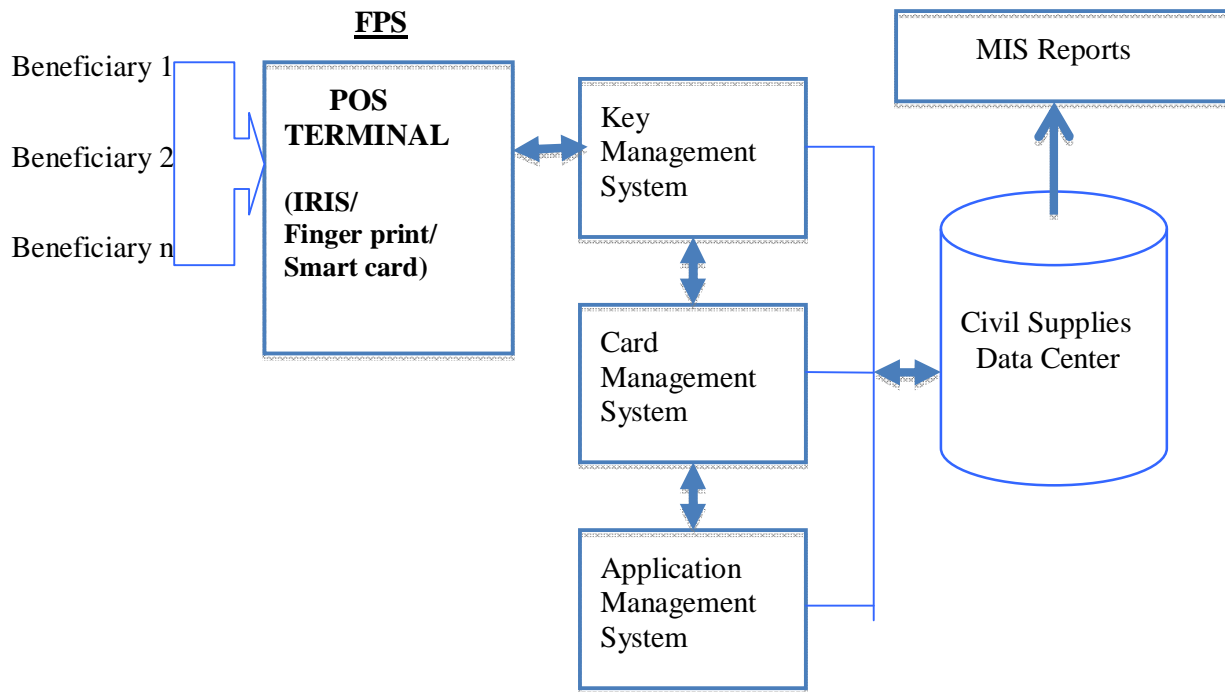 FPS
Beneficiary 1
Beneficiary 2
Beneficiary n
POS
TERMINAL
(IRIS/
Finger print/
Smart card)
Key
Management
System
Card
Management
System
Application
Management
System
MIS Reports
Civil Supplies
Data Center